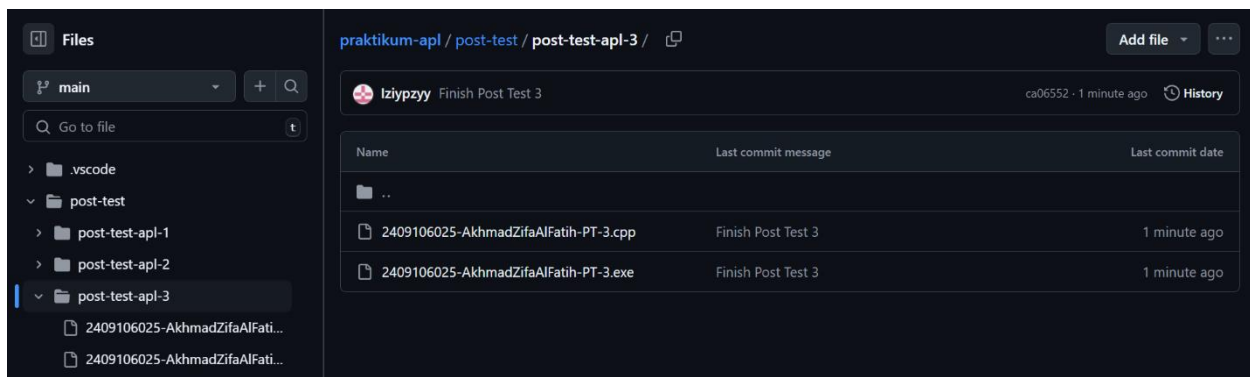 Files
main
Go to file
t
.vscode
post-test
post-test-apl-1
post-test-apl-2
post-test-apl-3
2409106025-AkhmadZifaAlFati...
2409106025-AkhmadZifaAlFati...
praktikum-apl / post-test / post-test-apl-3 /
Add file
Iziypzyy Finish Post Test 3
ca06552 · 1 minute ago History
Name Last commit message Last commit date
..
2409106025-AkhmadZifaAlFatih-PT-3.cpp Finish Post Test 3 1 minute ago
2409106025-AkhmadZifaAlFatih-PT-3.exe Finish Post Test 3 1 minute ago